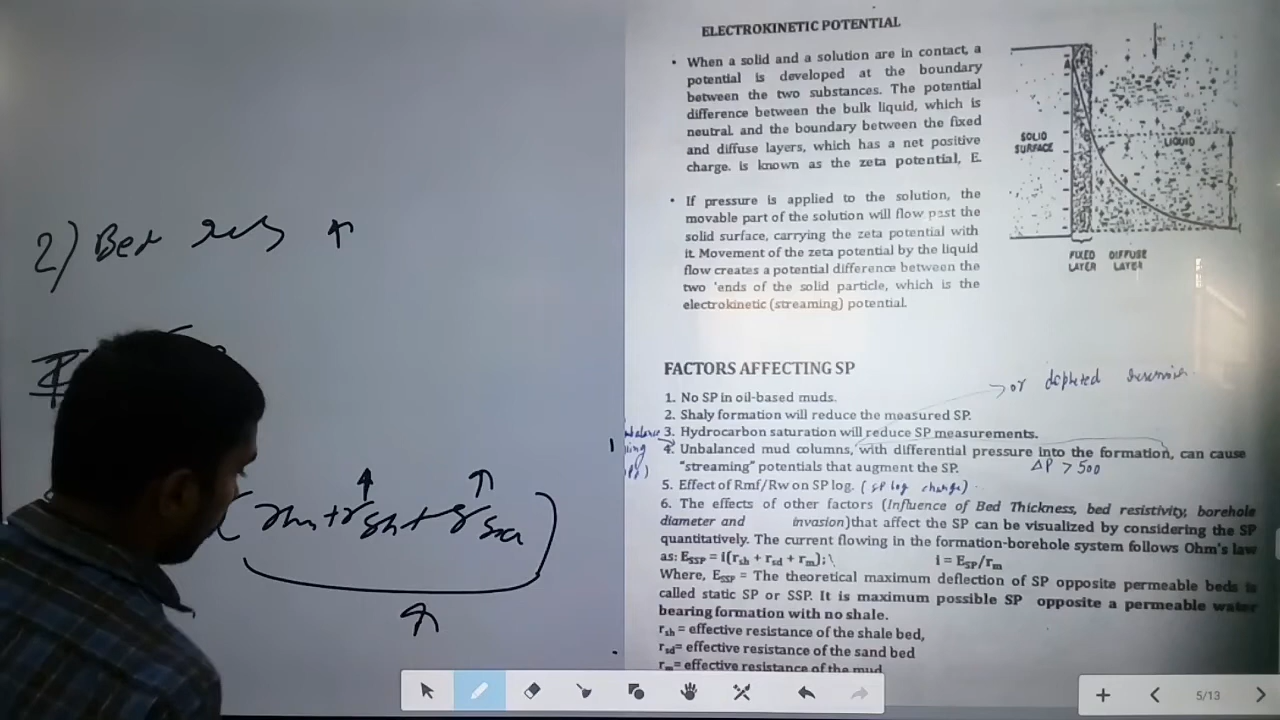 2) Bed res ↑
(rm + rsh + rsa)
ELECTROKINETIC POTENTIAL
• When a solid and a solution are in contact, a
potential is developed at the boundary
between the two substances. The potential
difference between the bulk liquid, which is
neutral and the boundary between the fixed
and diffuse layers, which has a net positive
charge. is known as the zeta potential, E.
• If pressure is applied to the solution, the
movable part of the solution will flow past the
solid surface, carrying the zeta potential with
it. Movement of the zeta potential by the liquid
flow creates a potential difference between the
two 'ends of the solid particle, which is the
electrokinetic (streaming) potential.
SOLID
SURFACE
LIQUID
FIXED DIFFUSE
LAYER LAYER
FACTORS AFFECTING SP
or depleted
1. No SP in oil-based muds.
2. Shaly formation will reduce the measured SP.
3. Hydrocarbon saturation will reduce SP measurements.
4. Unbalanced mud columns, with differential pressure into the formation, can cause
"streaming" potentials that augment the SP. ΔP > 500
5. Effect of Rmf/Rw on SP log. (SP log change)
6. The effects of other factors (Influence of Bed Thickness, bed resistivity, borehole
diameter and invasion)that affect the SP can be visualized by considering the SP
quantitatively. The current flowing in the formation-borehole system follows Ohm's law
as: ESSP = i(rsh + rsd + rm);\ i = ESP/rm
Where, ESSP = The theoretical maximum deflection of SP opposite permeable beds is
called static SP or SSP. It is maximum possible SP opposite a permeable water
bearing formation with no shale.
rsh = effective resistance of the shale bed,
rsd= effective resistance of the sand bed
rm= effective resistance of the mud
5/13